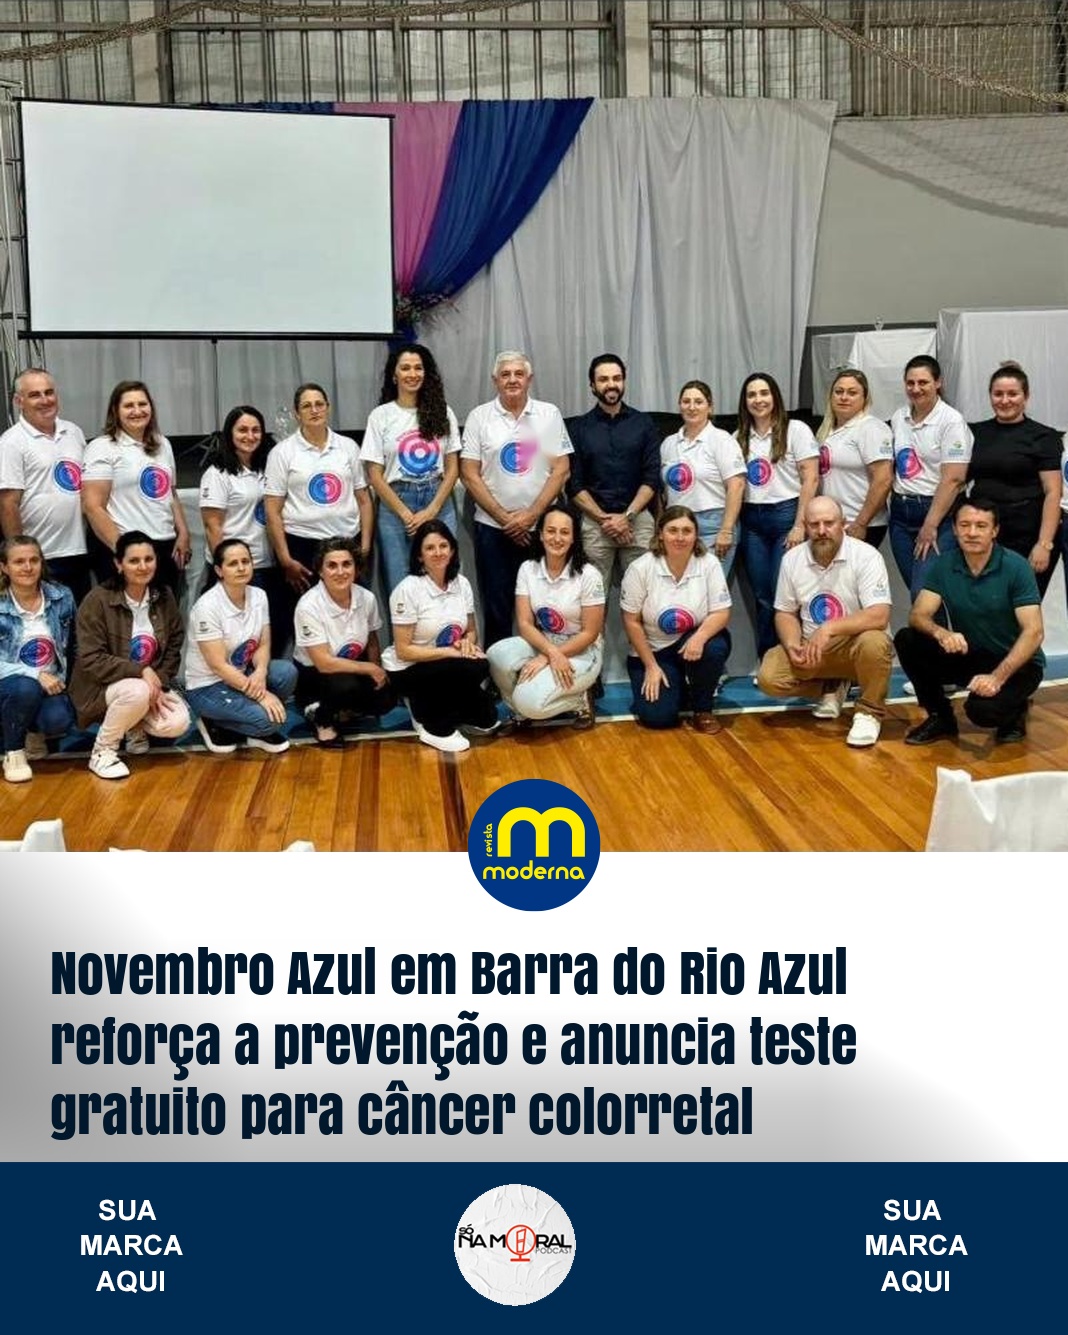 revista
moderna
Novembro Azul em Barra do Rio Azul
reforça a prevenção e anuncia teste
gratuito para câncer colorretal
SUA
MARCA
AQUI
SÓ
NA MORAL
PODCAST
SUA
MARCA
AQUI